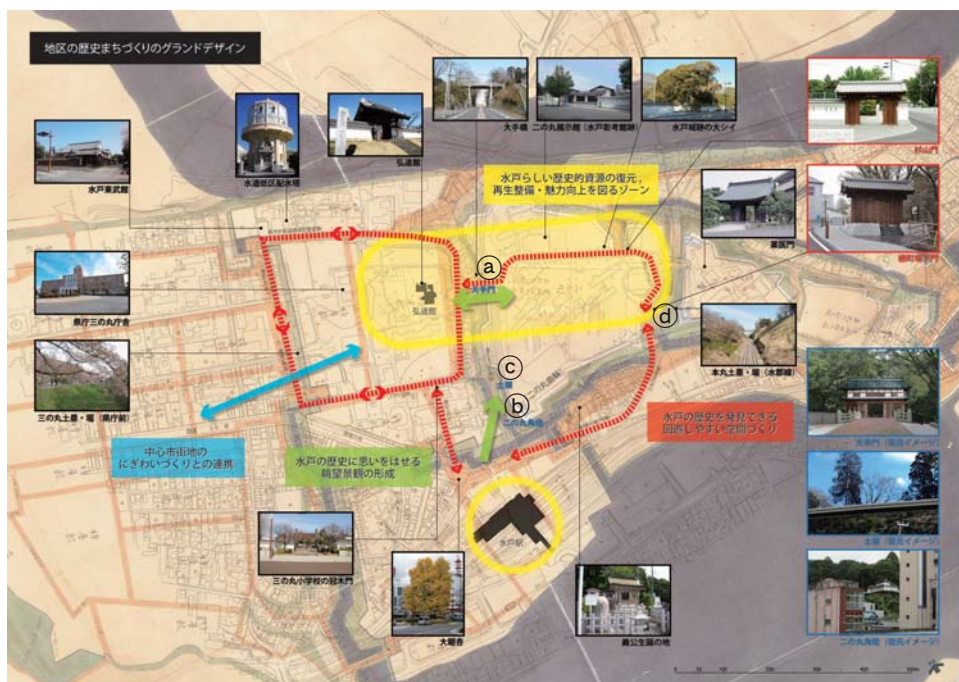 地区の歴史まちづくりのグランドデザイン
水戸東武館
水道低区配水塔
弘道館
大手橋
二の丸展示館(水戸彰考館跡)
水戸城跡の大シイ
杉山門
水戸らしい歴史的資源の復元,
再生整備・魅力向上を図るゾーン
薬医門
県庁三の丸庁舎
ⓐ
大手門
弘道館
ⓓ
三の丸土塁・堀(県庁前)
ⓒ
土塀
ⓑ
二の丸角櫓
本丸土塁・堀(水郡線)
水戸の歴史を発見できる
回遊しやすい空間づくり
大手門(復元イメージ)
中心市街地の
にぎわいづくりとの連携
水戸の歴史に思いをはせる
眺望景観の形成
土塀(復元イメージ)
水戸駅
三の丸小学校の冠木門
大銀杏
義公生誕の地
二の丸角櫓(復元イメージ)